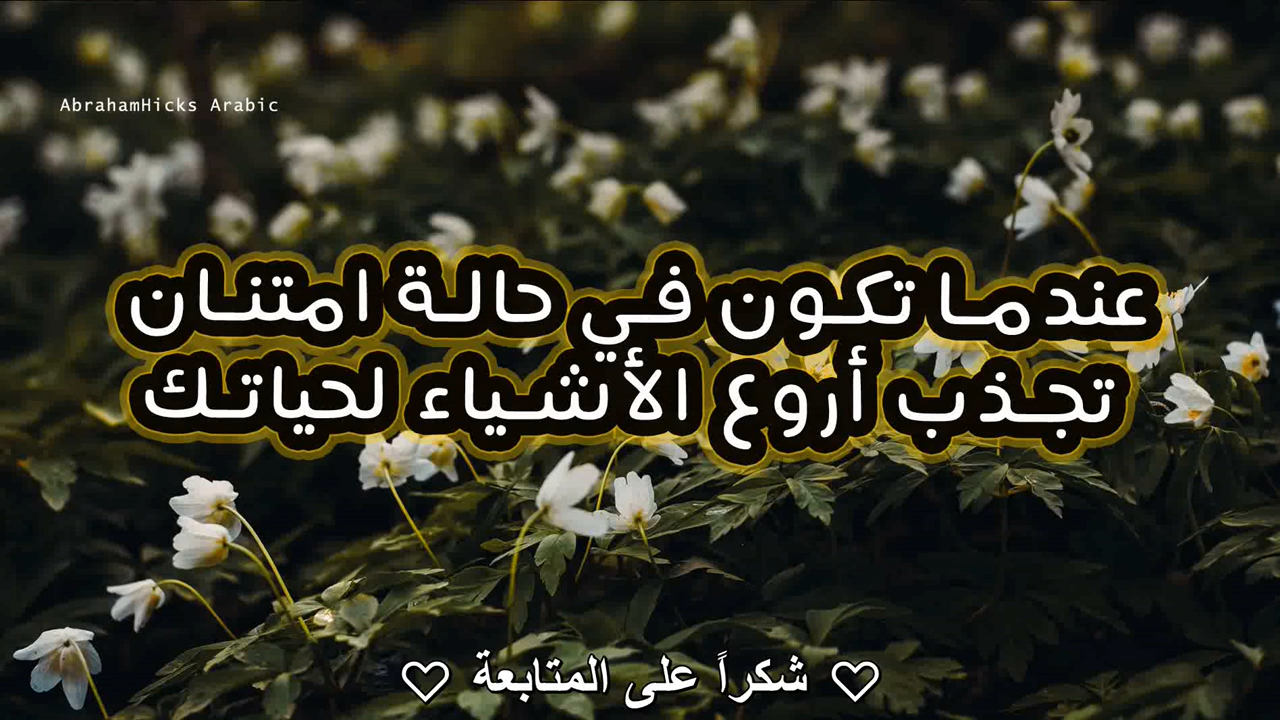 AbrahamHicks Arabic
عندما تكون في حالة امتنان
تجذب أروع الأشياء لحياتك
♡ شكراً على المتابعة ♡